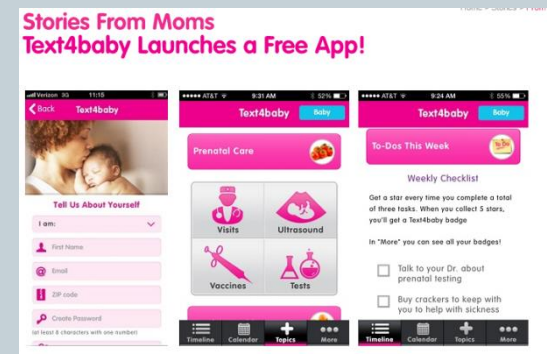 Home > Stories > From
Stories From Moms
Text4baby Launches a Free App!
Verizon 3G 11:15
Back Text4baby
Tell Us About Yourself
I am:
First Name
Email
ZIP code
Create Password
(at least 8 characters with one number)
AT&T 9:31 AM 52%
Text4baby Baby
Prenatal Care
Visits Ultrasound
Vaccines Tests
Timeline Calendar Topics More
AT&T 9:24 AM 55%
Text4baby Baby
To-Dos This Week
Weekly Checklist
Get a star every time you complete a total
of three tasks. When you collect 5 stars,
you'll get a Text4baby badge
In "More" you can see all your badges!
Talk to your Dr. about
prenatal testing
Buy crackers to keep with
you to help with sickness
Timeline Calendar Topics More